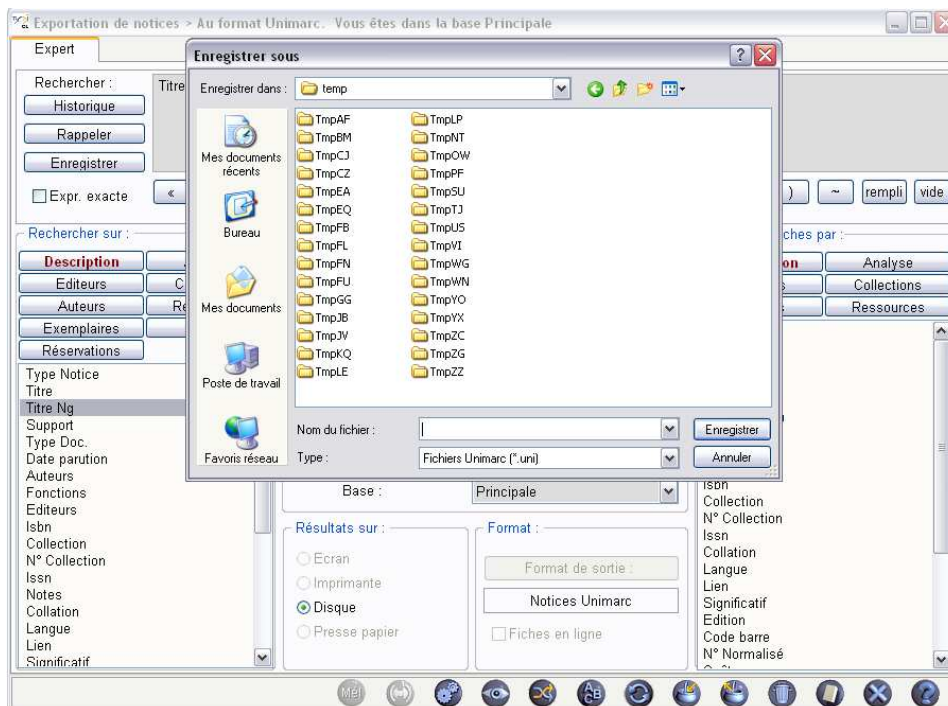 Exportation de notices > Au format Unimarc. Vous êtes dans la base Principale
Expert
Rechercher :
Titre
Historique
Rappeler
Enregistrer
Expr. exacte
«
)
~
rempli
vide
Enregistrer sous
Enregistrer dans :
temp
Mes documents récents
Bureau
Mes documents
Poste de travail
Favoris réseau
TmpAF
TmpBM
TmpCJ
TmpCZ
TmpEA
TmpEQ
TmpFB
TmpFL
TmpFN
TmpFU
TmpGG
TmpJB
TmpJV
TmpKQ
TmpLE
TmpLP
TmpNT
TmpOW
TmpPF
TmpSU
TmpTJ
TmpUS
TmpVI
TmpWG
TmpWN
TmpYO
TmpYX
TmpZC
TmpZG
TmpZZ
Nom du fichier :
Enregistrer
Type :
Fichiers Unimarc (*.uni)
Annuler
Rechercher sur :
Description
Editeurs
C
Auteurs
Re
Exemplaires
Réservations
Type Notice
Titre
Titre Ng
Support
Type Doc.
Date parution
Auteurs
Fonctions
Editeurs
Isbn
Collection
N° Collection
Issn
Notes
Collation
Langue
Lien
Significatif
Base :
Principale
Résultats sur :
Ecran
Imprimante
Disque
Presse papier
Format :
Format de sortie :
Notices Unimarc
Fiches en ligne
ches par :
on
Analyse
s
Collections
Ressources
Isbn
Collection
N° Collection
Issn
Collation
Langue
Lien
Significatif
Edition
Code barre
N° Normalisé
Mél
ABC